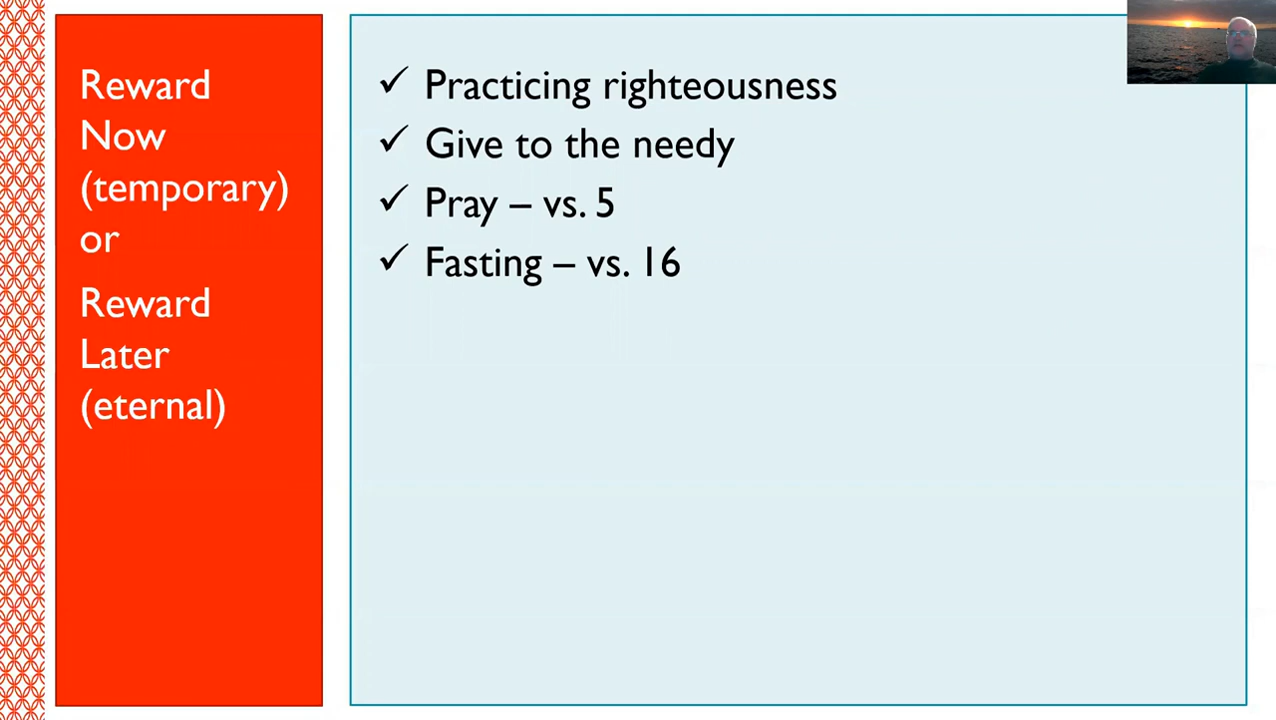 Reward
Now
(temporary)
or
Reward
Later
(eternal)
✓ Practicing righteousness
✓ Give to the needy
✓ Pray – vs. 5
✓ Fasting – vs. 16